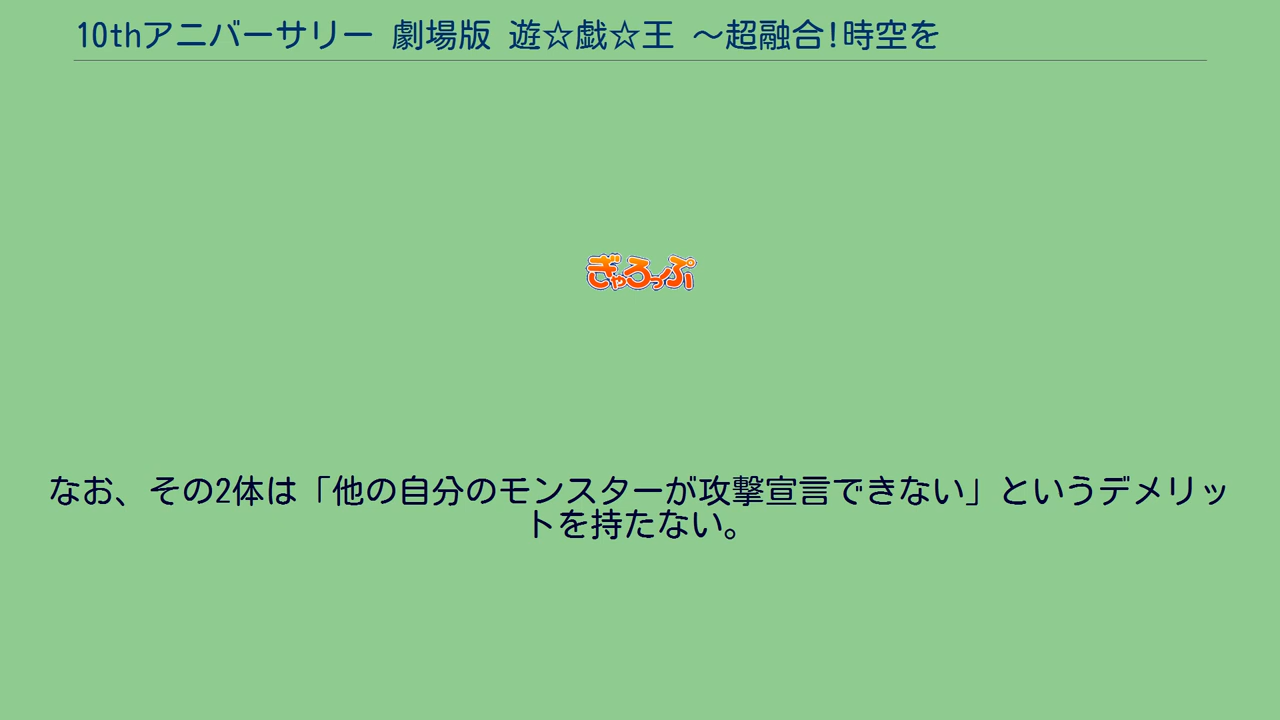 10thアニバーサリー 劇場版 遊☆戯☆王 ～超融合!時空を
ぎゃろっぷ
なお、その2体は「他の自分のモンスターが攻撃宣言できない」というデメリッ
トを持たない。